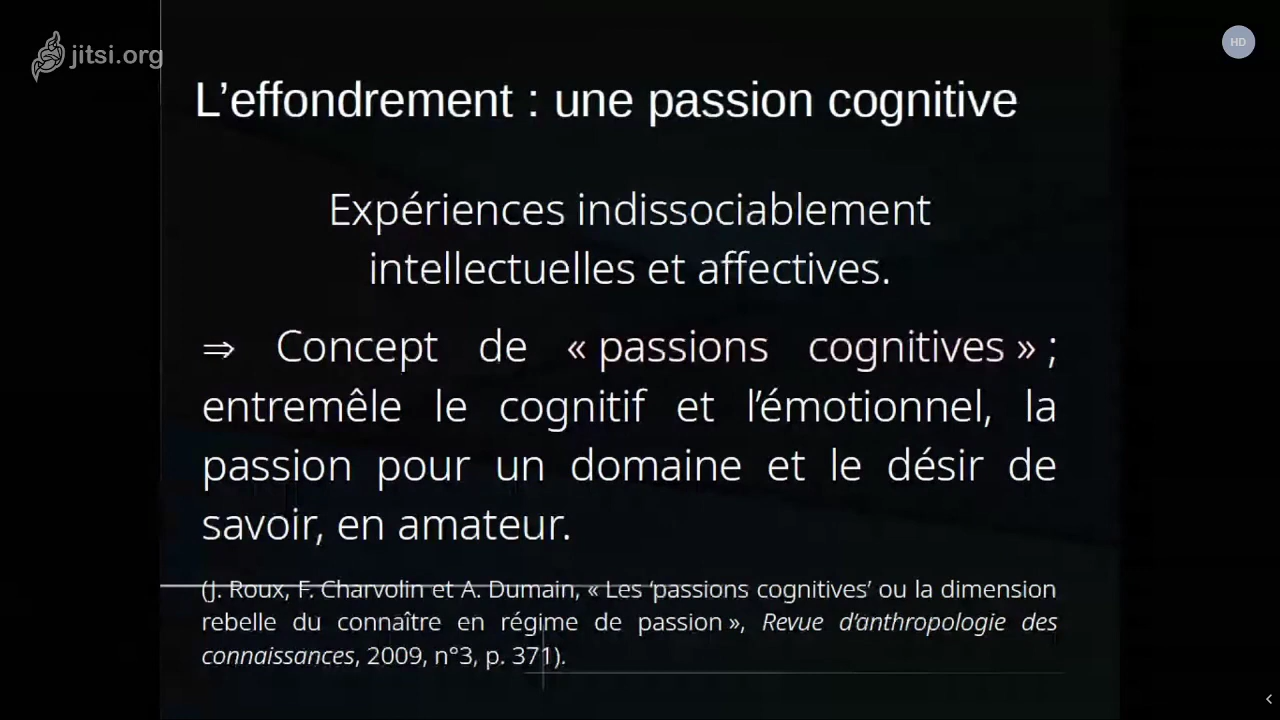 jitsi.org
HD
L’effondrement : une passion cognitive
Expériences indissociablement
intellectuelles et affectives.
⇒ Concept de « passions cognitives » ;
entremêle le cognitif et l’émotionnel, la
passion pour un domaine et le désir de
savoir, en amateur.
(J. Roux, F. Charvolin et A. Dumain, « Les ‘passions cognitives’ ou la dimension
rebelle du connaître en régime de passion », Revue d’anthropologie des
connaissances, 2009, n°3, p. 371).